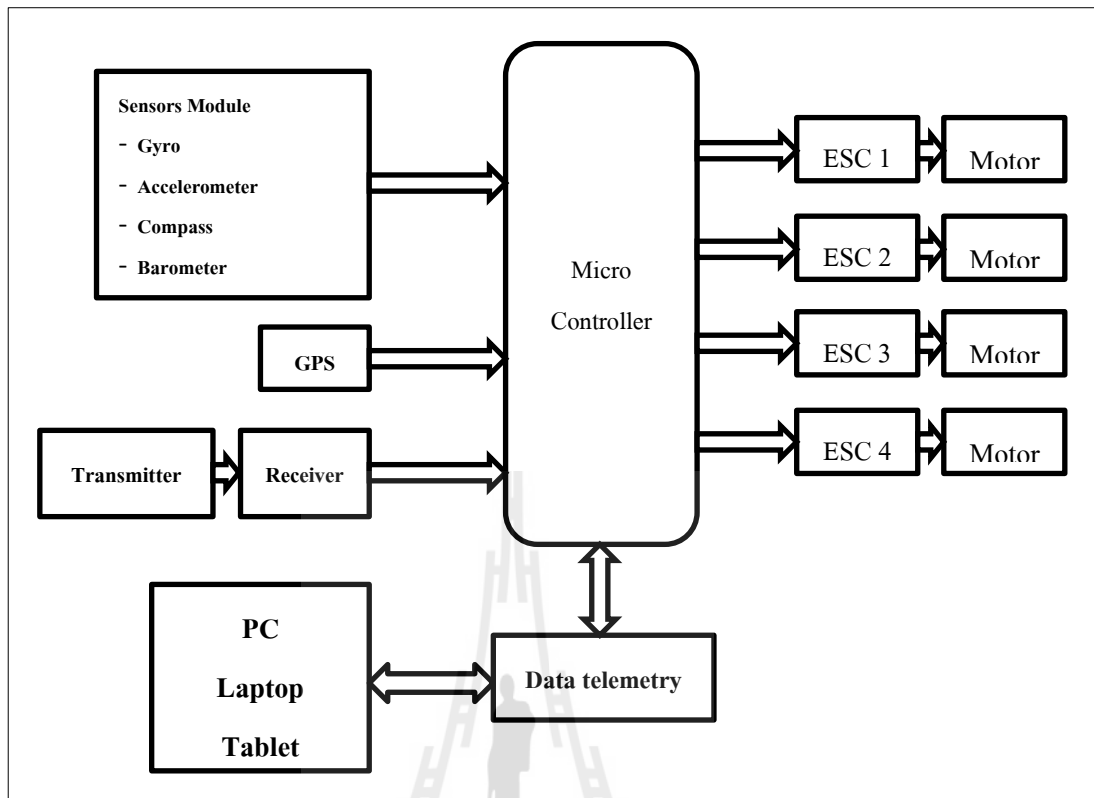 Sensors Module
- Gyro
- Accelerometer
- Compass
- Barometer
GPS
Transmitter
Receiver
PC
Laptop
Tablet
Micro
Controller
Data telemetry
ESC 1
Motor
ESC 2
Motor
ESC 3
Motor
ESC 4
Motor